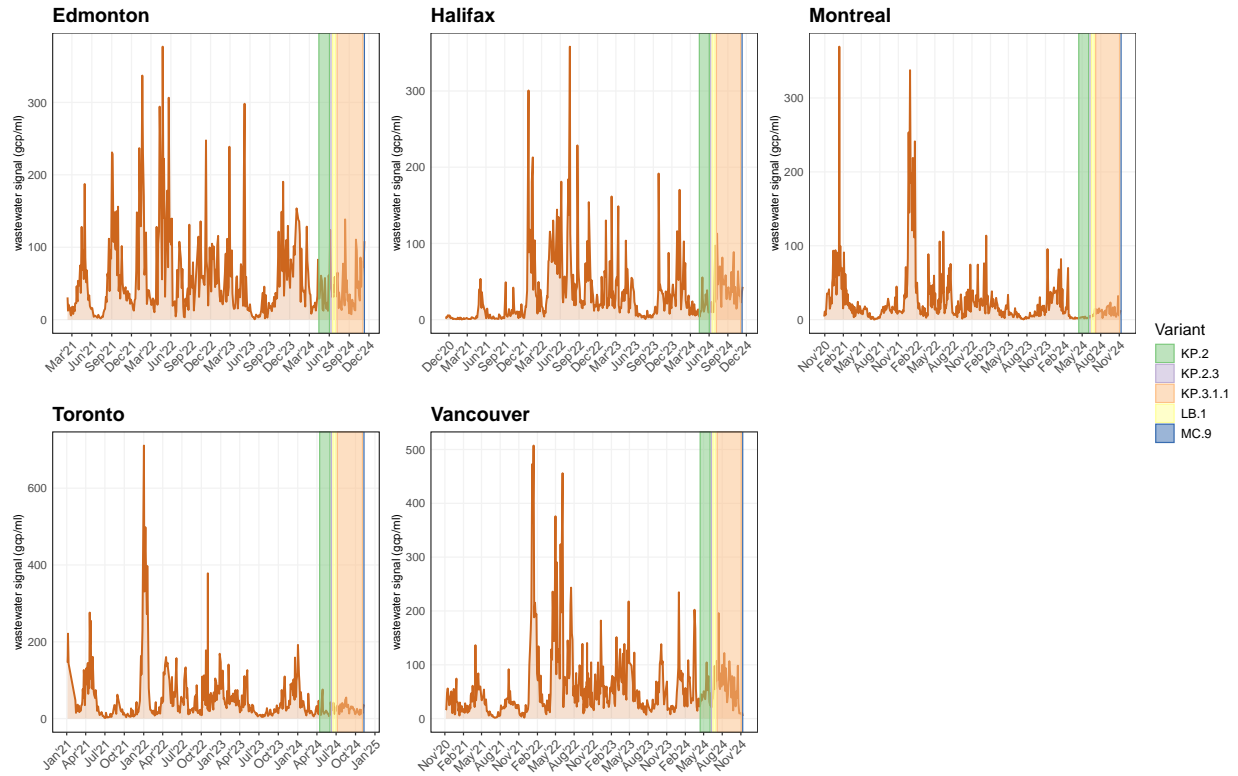 Edmonton
Halifax
Montreal
wastewater signal (gcp/ml)
300
200
100
0
Mar'21 Jun'21 Sep'21 Dec'21 Mar'22 Jun'22 Sep'22 Dec'22 Mar'23 Jun'23 Sep'23 Dec'23 Mar'24 Jun'24 Sep'24 Dec'24
wastewater signal (gcp/ml)
300
200
100
0
Dec'20 Mar'21 Jun'21 Sep'21 Dec'21 Mar'22 Jun'22 Sep'22 Dec'22 Mar'23 Jun'23 Sep'23 Dec'23 Mar'24 Jun'24 Sep'24 Dec'24
wastewater signal (gcp/ml)
300
200
100
0
Nov'20 Feb'21 May'21 Aug'21 Nov'21 Feb'22 May'22 Aug'22 Nov'22 Feb'23 May'23 Aug'23 Nov'23 Feb'24 May'24 Aug'24 Nov'24
Variant
KP.2
KP.2.3
KP.3.1.1
LB.1
MC.9
Toronto
Vancouver
wastewater signal (gcp/ml)
600
400
200
0
Jan'21 Apr'21 Jul'21 Oct'21 Jan'22 Apr'22 Jul'22 Oct'22 Jan'23 Apr'23 Jul'23 Oct'23 Jan'24 Apr'24 Jul'24 Oct'24 Jan'25
wastewater signal (gcp/ml)
500
400
300
200
100
0
Nov'20 Feb'21 May'21 Aug'21 Nov'21 Feb'22 May'22 Aug'22 Nov'22 Feb'23 May'23 Aug'23 Nov'23 Feb'24 May'24 Aug'24 Nov'24